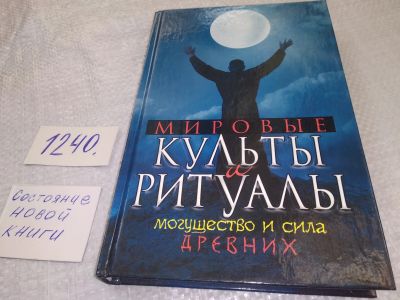 МИРОВЫЕ
КУЛЬТЫ
и
РИТУАЛЫ
могущество и сила
ДРЕВНИХ
1240.
Состояние
новой
книги